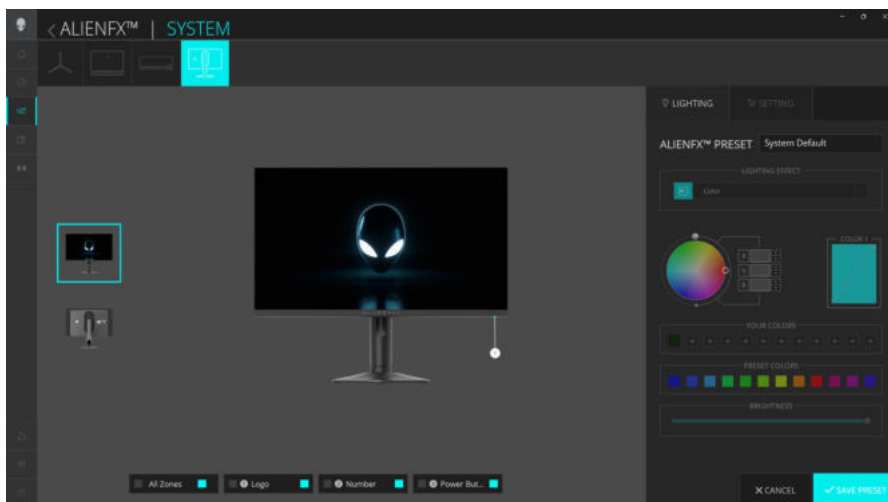 ALIENFX™ | SYSTEM
LIGHTING
SETTING
ALIENFX™ PRESET System Default
LIGHTING EFFECT
Color
COLOR 1
YOUR COLORS
PRESET COLORS
BRIGHTNESS
All Zones
Logo
Number
Power But...
CANCEL
SAVE PRESET